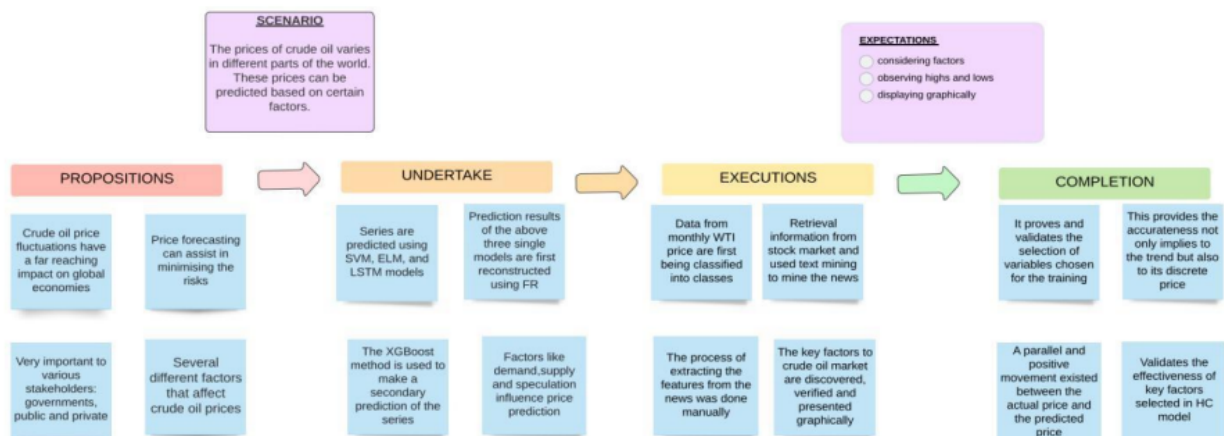 SCENARIO
The prices of crude oil varies
in different parts of the world.
These prices can be
predicted based on certain
factors.
EXPECTATIONS
considering factors
observing highs and lows
displaying graphically
PROPOSITIONS
Crude oil price
fluctuations have
a far reaching
impact on global
economies
Price forecasting
can assist in
minimising the
risks
Very important to
various
stakeholders:
governments,
public and private
Several
different factors
that affect
crude oil prices
UNDERTAKE
Series are
predicted using
SVM, ELM, and
LSTM models
Prediction results
of the above
three single
models are first
reconstructed
using FR
The XGBoost
method is used to
make a
secondary
prediction of the
series
Factors like
demand,supply
and speculation
influence price
prediction
EXECUTIONS
Data from
monthly WTI
price are first
being classified
into classes
Retrieval
information from
stock market and
used text mining
to mine the news
The process of
extracting the
features from the
news was done
manually
The key factors to
crude oil market
are discovered,
verified and
presented
graphically
COMPLETION
It proves and
validates the
selection of
variables chosen
for the training
This provides the
accurateness not
only implies to
the trend but also
to its discrete
price
A parallel and
positive
movement existed
between the
actual price and
the predicted
price
Validates the
effectiveness of
key factors
selected in HC
model